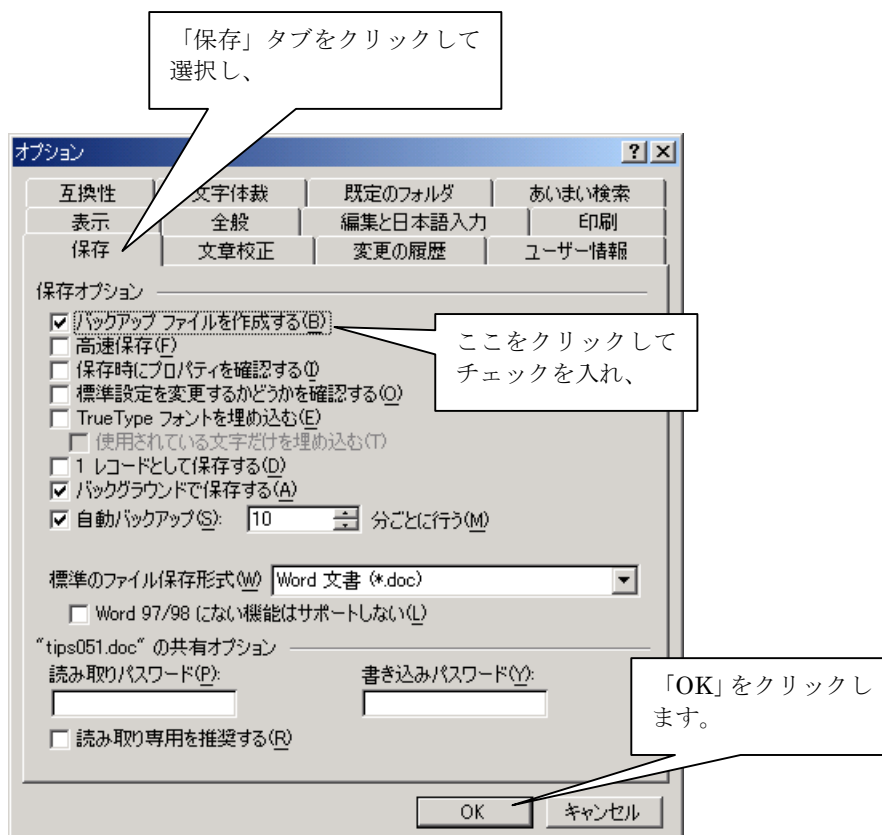 「保存」タブをクリックして
選択し、
オプション
互換性 文字体裁 既定のフォルダ あいまい検索
表示 全般 編集と日本語入力 印刷
保存 文章校正 変更の履歴 ユーザー情報
保存オプション
バックアップ ファイルを作成する(B)
高速保存(F)
保存時にプロパティを確認する(I)
標準設定を変更するかどうかを確認する(O)
TrueType フォントを埋め込む(E)
使用されている文字だけを埋め込む(T)
1 レコードとして保存する(D)
バックグラウンドで保存する(A)
自動バックアップ(S): 10 分ごとに行う(M)
ここをクリックして
チェックを入れ、
標準のファイル保存形式(W) Word 文書 (*.doc)
Word 97/98 にない機能はサポートしない(L)
"tips051.doc" の共有オプション
読み取りパスワード(P): 書き込みパスワード(Y):
読み取り専用を推奨する(R)
「OK」をクリックし
ます。
OK キャンセル